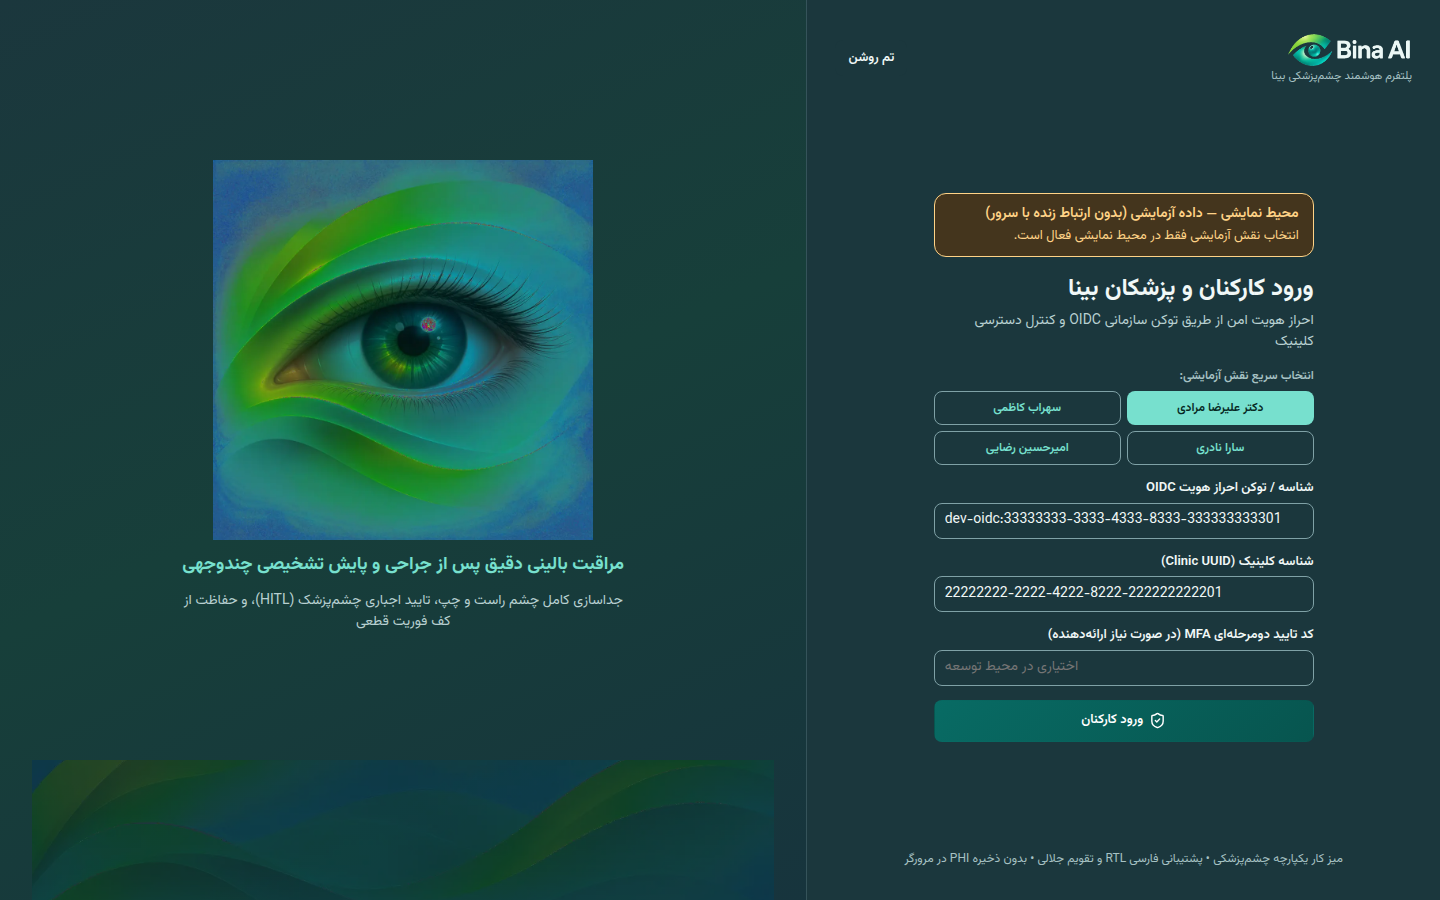 Bina AI
پلتفرم هوشمند چشم‌پزشکی بینا
تم روشن
محیط نمایشی — داده آزمایشی (بدون ارتباط زنده با سرور)
انتخاب نقش آزمایشی فقط در محیط نمایشی فعال است.
ورود کارکنان و پزشکان بینا
احراز هویت امن از طریق توکن سازمانی OIDC و کنترل دسترسی
کلینیک
انتخاب سریع نقش آزمایشی:
دکتر علیرضا مرادی
سهراب کاظمی
سارا نادری
امیرحسین رضایی
شناسه / توکن احراز هویت OIDC
dev-oidc:33333333-3333-4333-8333-333333333301
شناسه کلینیک (Clinic UUID)
22222222-2222-4222-8222-222222222201
کد تایید دومرحله‌ای MFA (در صورت نیاز ارائه‌دهنده)
اختیاری در محیط توسعه
ورود کارکنان
میز کار یکپارچه چشم‌پزشکی • پشتیبانی فارسی RTL و تقویم جلالی • بدون ذخیره PHI در مرورگر
مراقبت بالینی دقیق پس از جراحی و پایش تشخیصی چندوجهی
جداسازی کامل چشم راست و چپ، تایید اجباری چشم‌پزشک (HITL)، و حفاظت از
کف فوریت قطعی